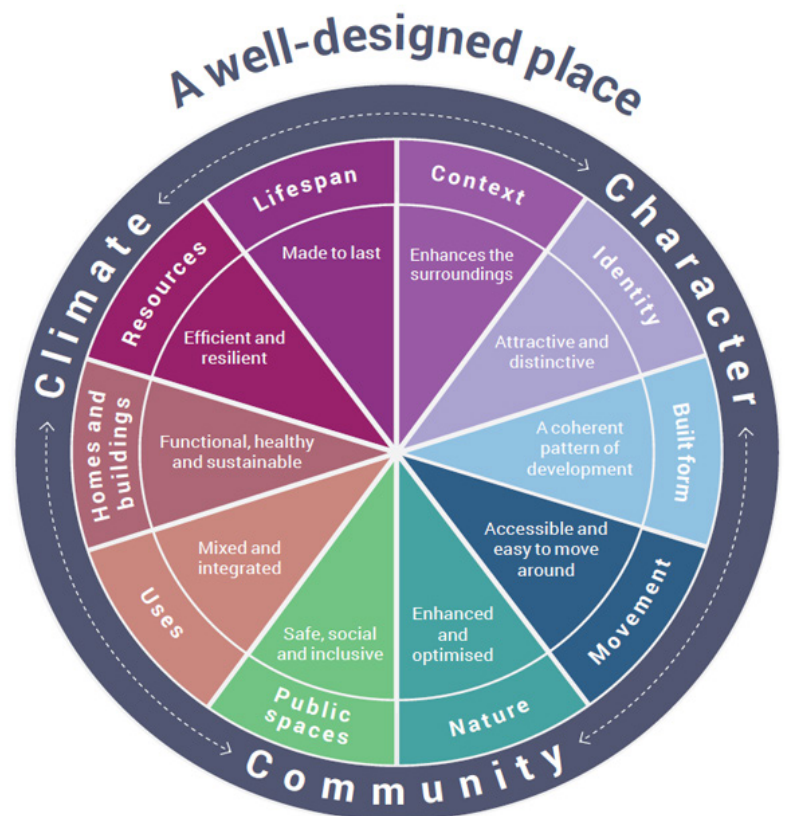 A well-designed place
Climate
Character
Community
Context
Enhances the
surroundings
Identity
Attractive and
distinctive
Built form
A coherent
pattern of
development
Movement
Accessible and
easy to move
around
Nature
Enhanced
and
optimised
Public
spaces
Safe, social
and inclusive
Uses
Mixed and
integrated
Homes and
buildings
Functional, healthy
and sustainable
Resources
Efficient and
resilient
Lifespan
Made to last